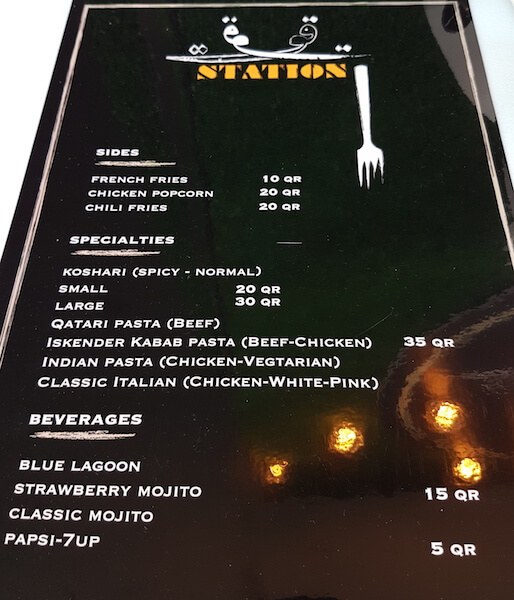 STATION
SIDES
FRENCH FRIES 10 QR
CHICKEN POPCORN 20 QR
CHILI FRIES 20 QR
SPECIALTIES
KOSHARI (SPICY - NORMAL)
SMALL 20 QR
LARGE 30 QR
QATARI PASTA (BEEF)
ISKENDER KABAB PASTA (BEEF-CHICKEN) 35 QR
INDIAN PASTA (CHICKEN-VEGTARIAN)
CLASSIC ITALIAN (CHICKEN-WHITE-PINK)
BEVERAGES
BLUE LAGOON
STRAWBERRY MOJITO 15 QR
CLASSIC MOJITO
PAPSI-7UP 5 QR